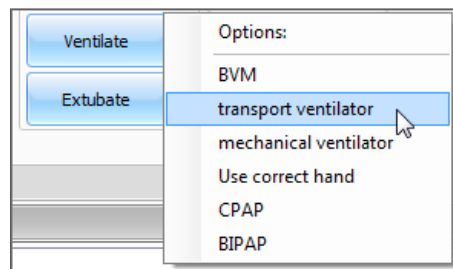 Ventilate
Extubate
Options:
BVM
transport ventilator
mechanical ventilator
Use correct hand
CPAP
BIPAP